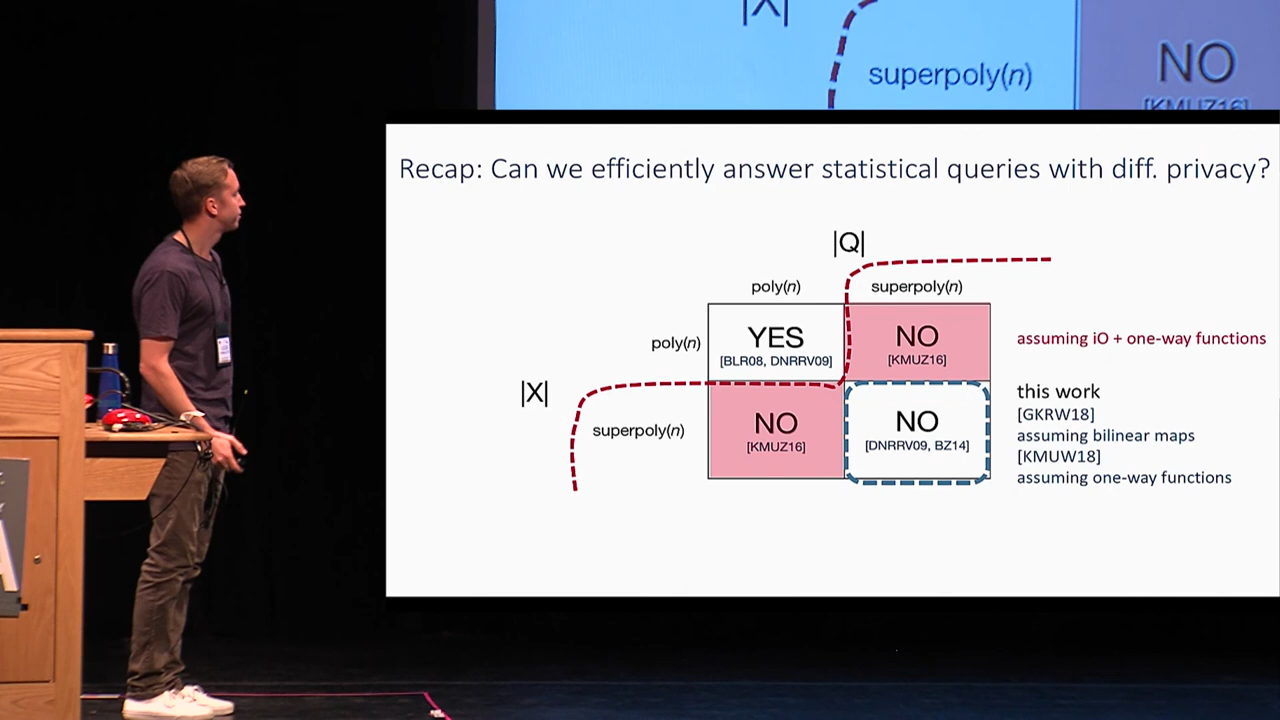 |X|
superpoly(n)
NO
[KMUZ16]
Recap: Can we efficiently answer statistical queries with diff. privacy?
|Q|
poly(n)
superpoly(n)
poly(n)
YES
[BLR08, DNRRV09]
NO
[KMUZ16]
assuming iO + one-way functions
|X|
superpoly(n)
NO
[KMUZ16]
NO
[DNRRV09, BZ14]
this work
[GKRW18]
assuming bilinear maps
[KMUW18]
assuming one-way functions